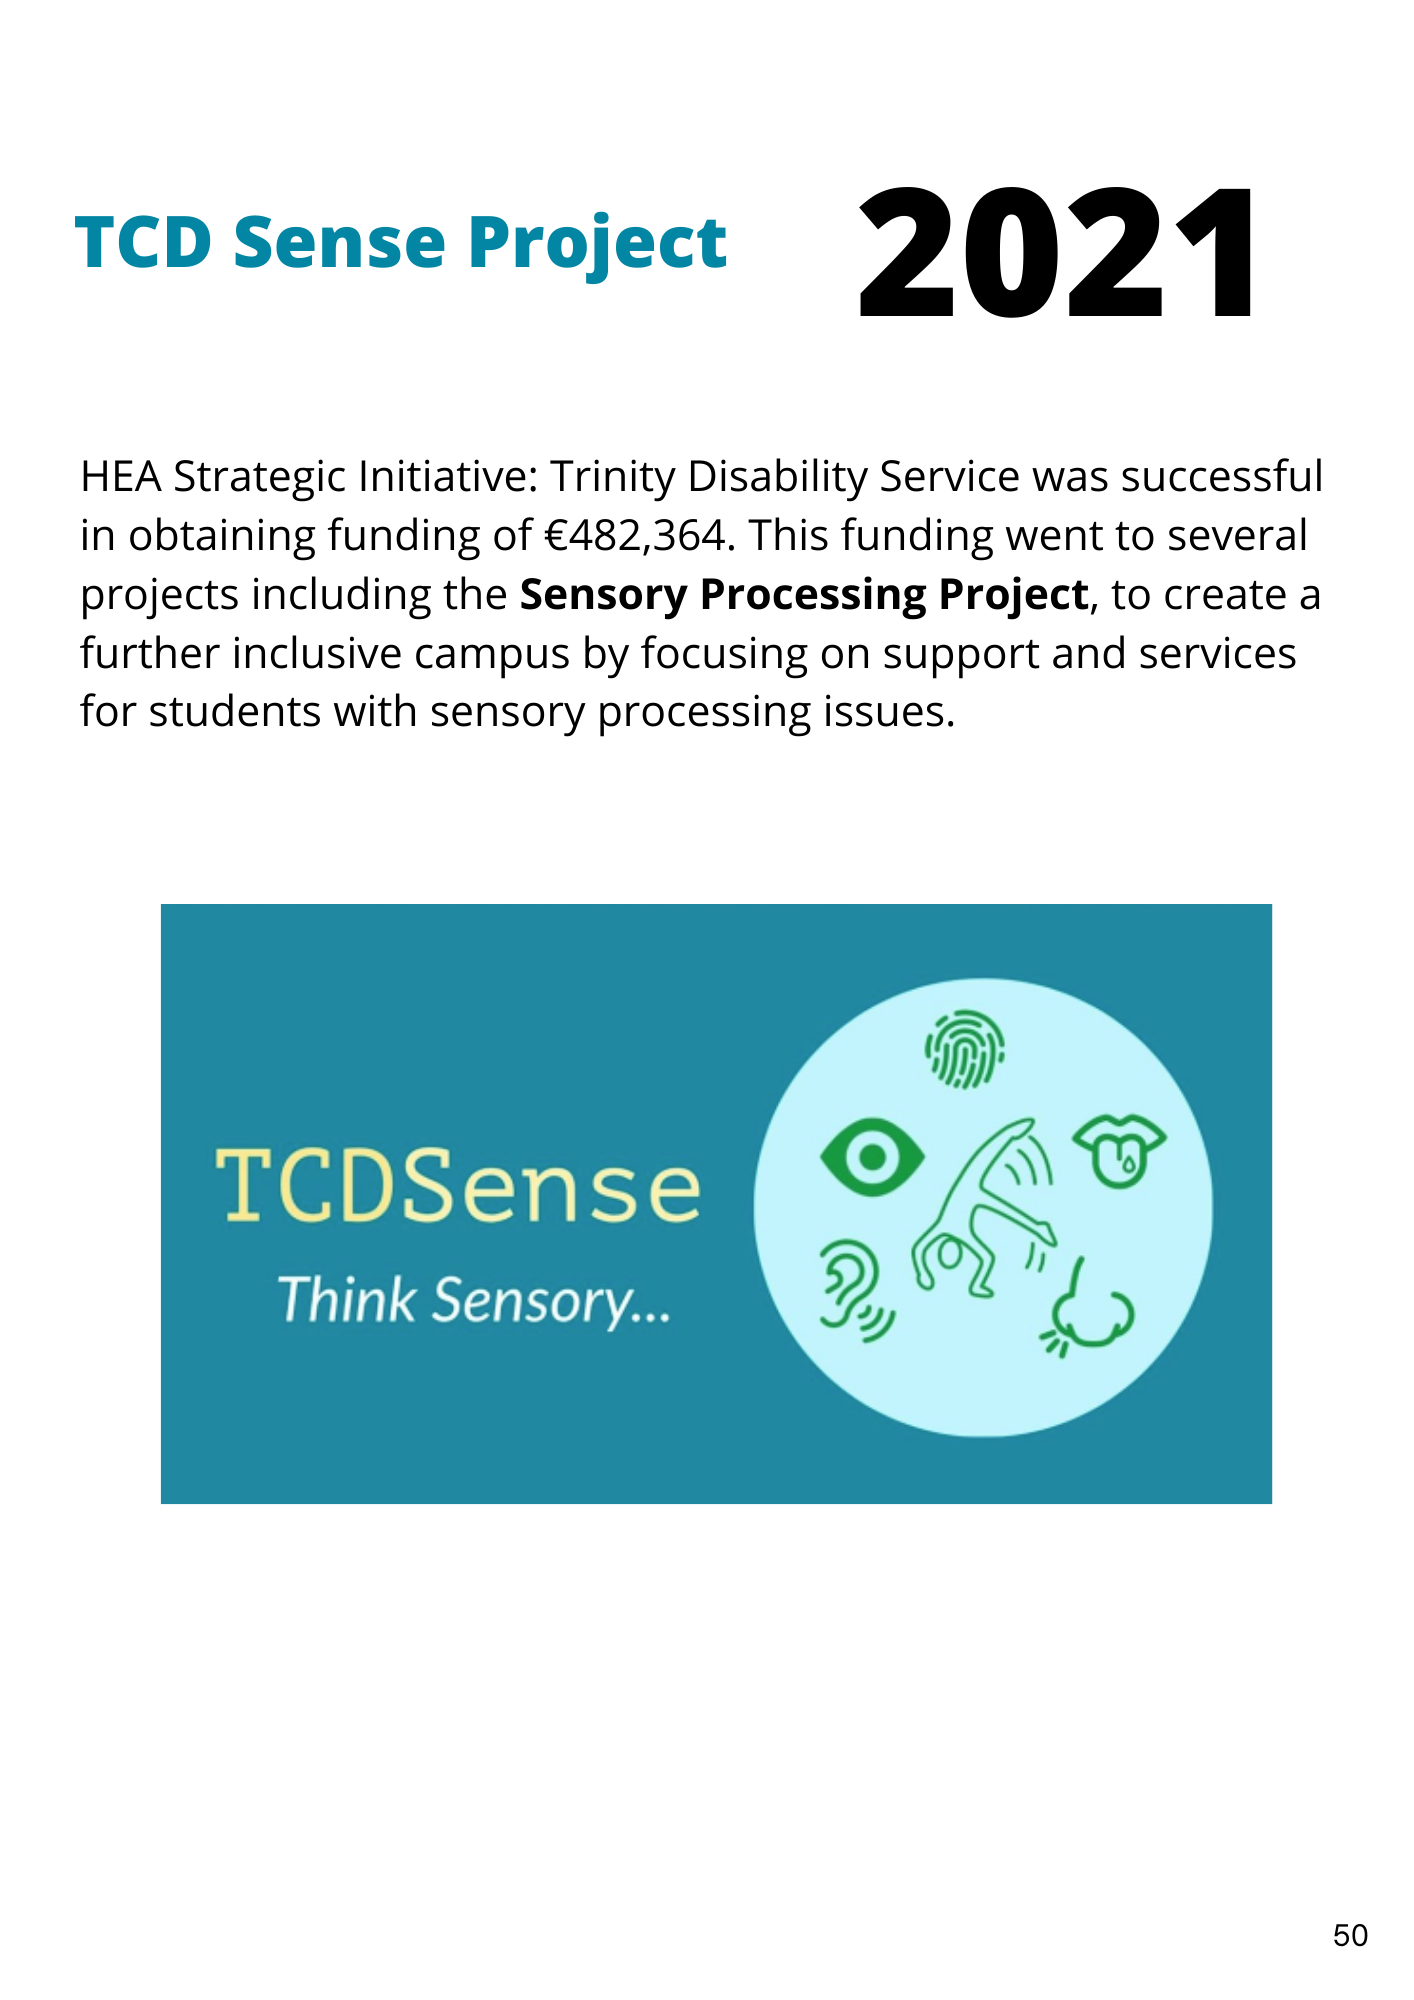 TCD Sense Project
2021
HEA Strategic Initiative: Trinity Disability Service was successful
in obtaining funding of €482,364. This funding went to several
projects including the Sensory Processing Project, to create a
further inclusive campus by focusing on support and services
for students with sensory processing issues.
TCDSense
Think Sensory...
50